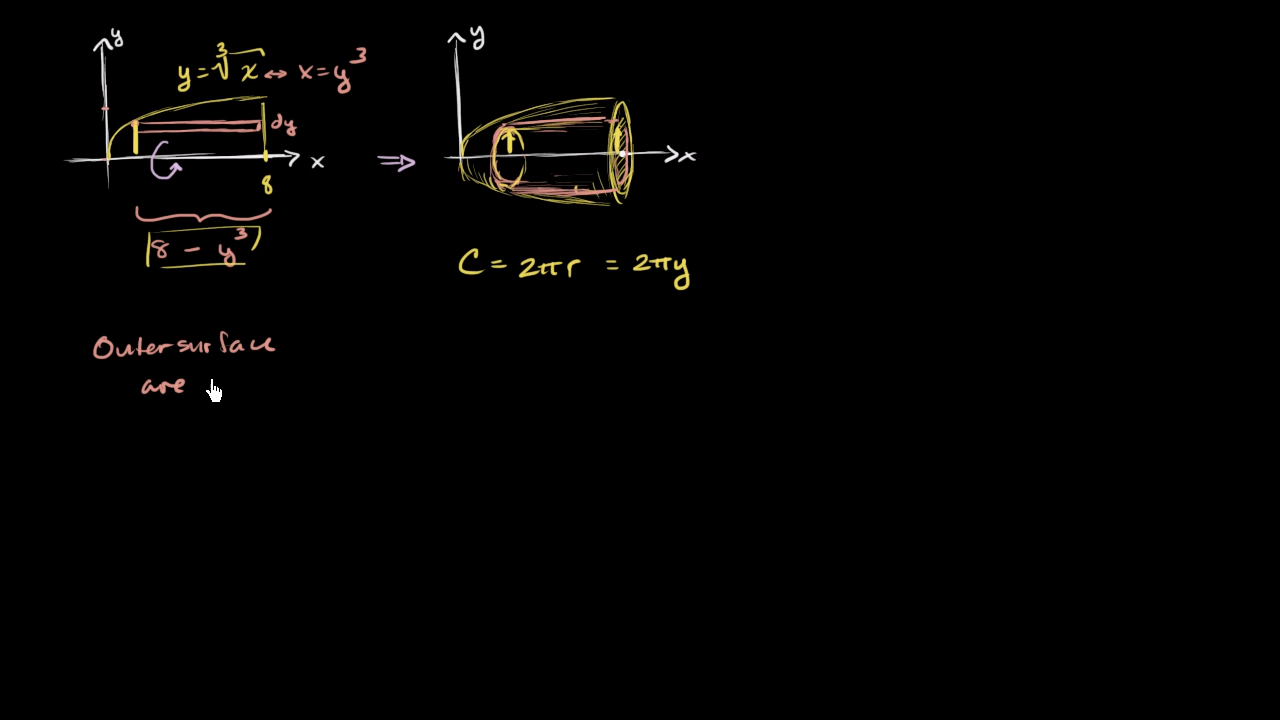 y
y = ∛x ↔ x = y³
dy
x
8
8 - y³
⇒
y
x
C = 2πr = 2πy
Outer surface
are